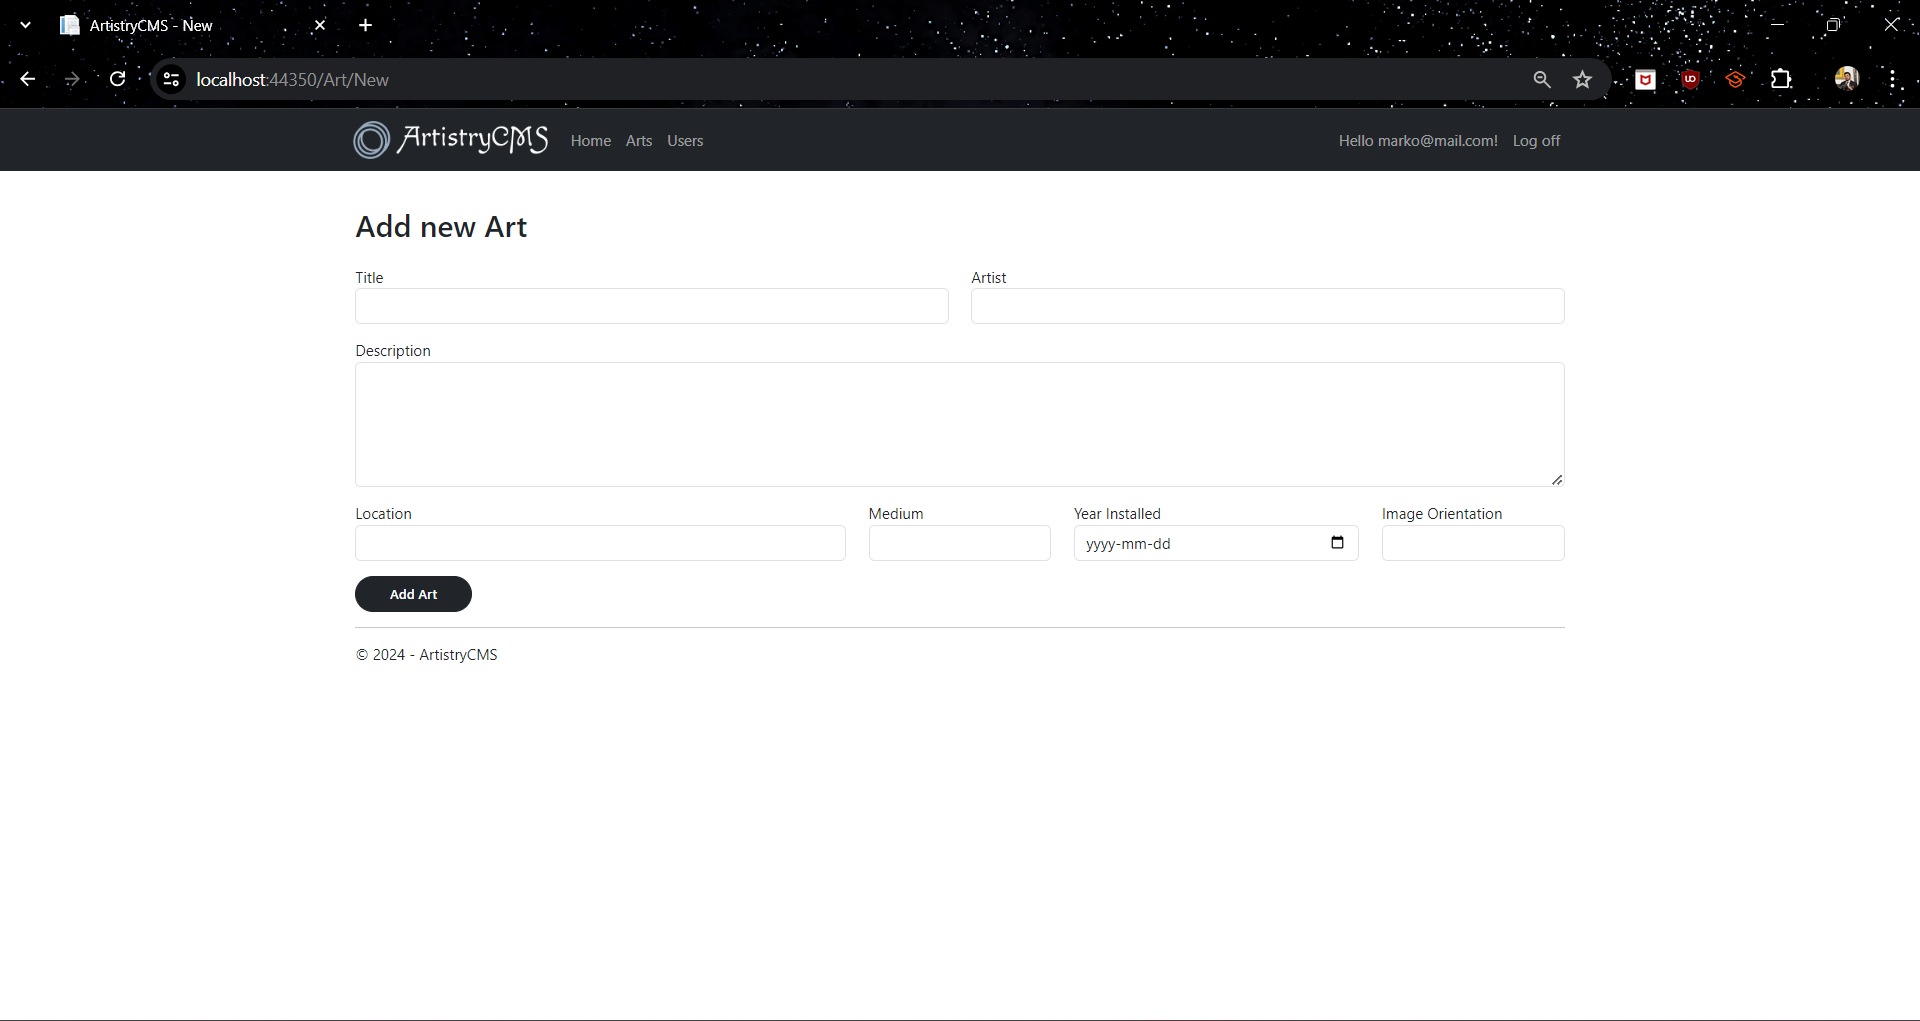 ArtistryCMS - New
localhost:44350/Art/New
ArtistryCMS Home Arts Users Hello marko@mail.com! Log off
Add new Art
Title Artist
Description
Location Medium Year Installed Image Orientation
yyyy-mm-dd
Add Art
© 2024 - ArtistryCMS